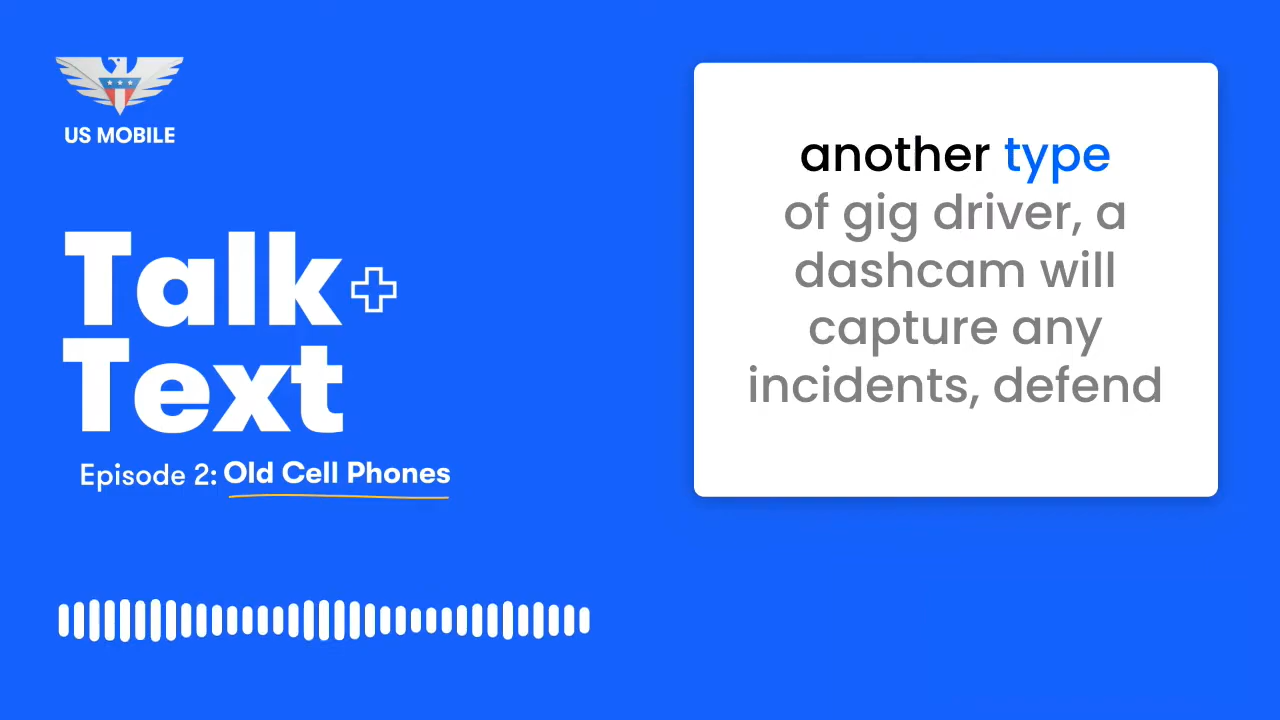 US MOBILE
Talk+
Text
Episode 2: Old Cell Phones
another type
of gig driver, a
dashcam will
capture any
incidents, defend